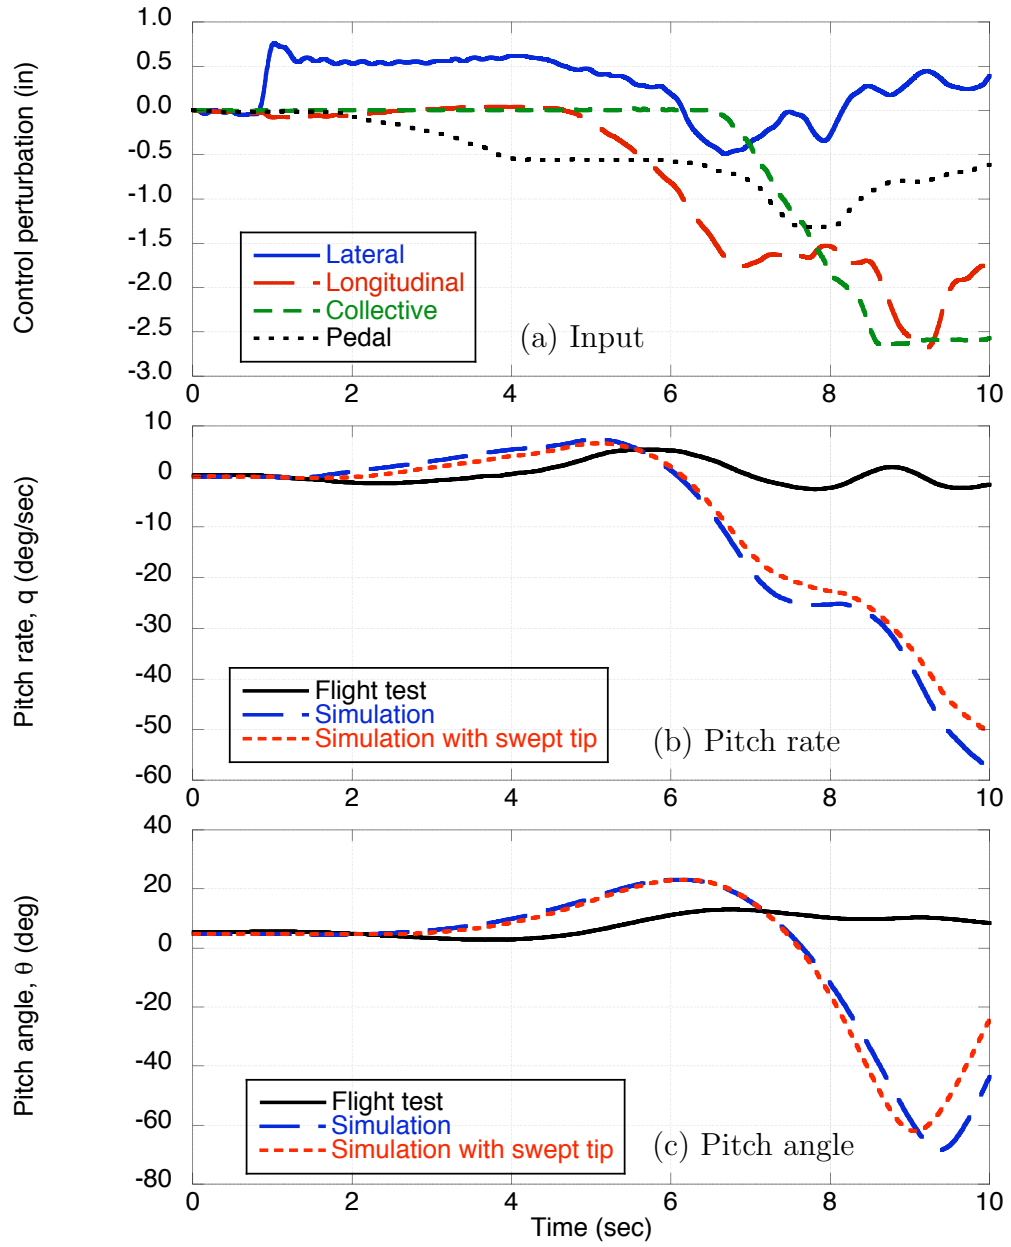 Control perturbation (in)
1.0
0.5
0.0
-0.5
-1.0
-1.5
-2.0
-2.5
-3.0
Lateral
Longitudinal
Collective
Pedal
(a) Input
0 2 4 6 8 10
Pitch rate, q (deg/sec)
10
0
-10
-20
-30
-40
-50
-60
Flight test
Simulation
Simulation with swept tip
(b) Pitch rate
0 2 4 6 8 10
Pitch angle, θ (deg)
40
20
0
-20
-40
-60
-80
Flight test
Simulation
Simulation with swept tip
(c) Pitch angle
0 2 4 6 8 10
Time (sec)